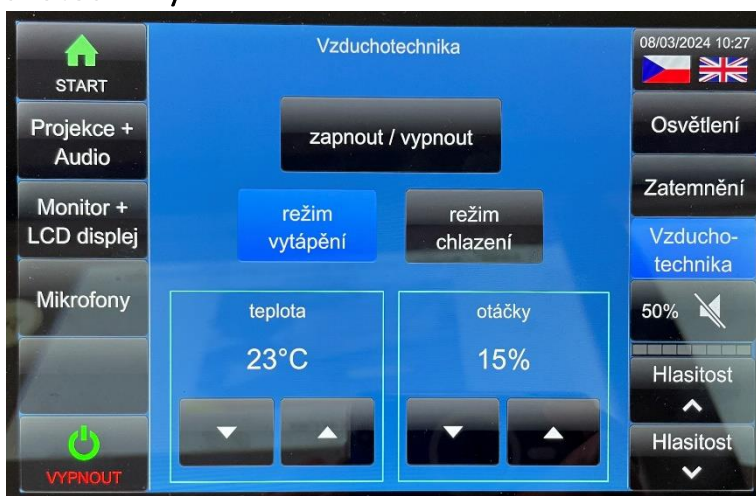 Vzduchotechnika
08/03/2024 10:27
START
Projekce +
Audio
Monitor +
LCD displej
Mikrofony
VYPNOUT
zapnout / vypnout
režim
vytápění
režim
chlazení
teplota
23°C
otáčky
15%
Osvětlení
Zatemnění
Vzducho-
technika
50%
Hlasitost
Hlasitost